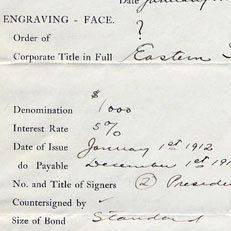 Date January
ENGRAVING - FACE.
?
Order of
Corporate Title in Full Eastern
$
Denomination 1000
Interest Rate 5%
Date of Issue January 1st 1912
do Payable December 1st 191
No. and Title of Signers 2 Preside
Countersigned by ✓
Size of Bond Standard